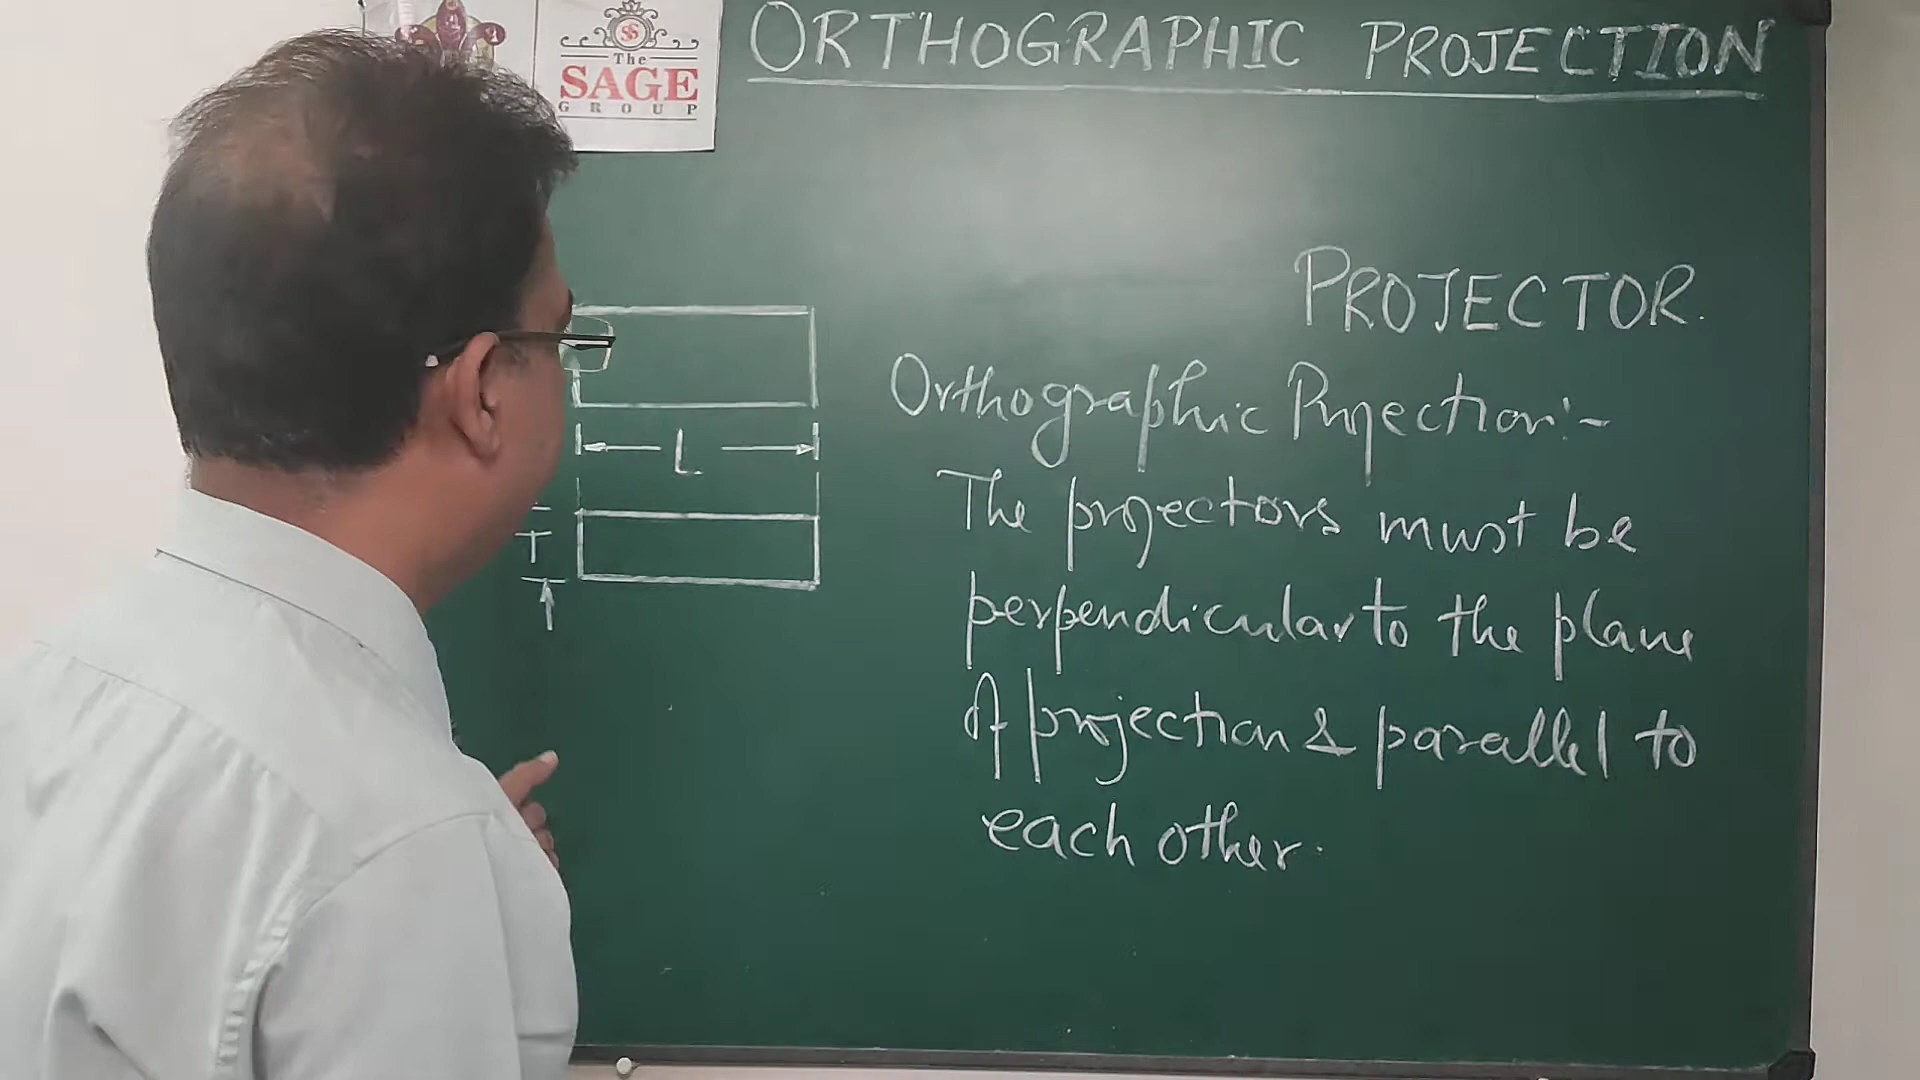 The
SAGE
GROUP
ORTHOGRAPHIC PROJECTION
PROJECTOR.
Orthographic Projection:-
The projectors must be
perpendicular to the plane
of projection & parallel to
each other.
L
T